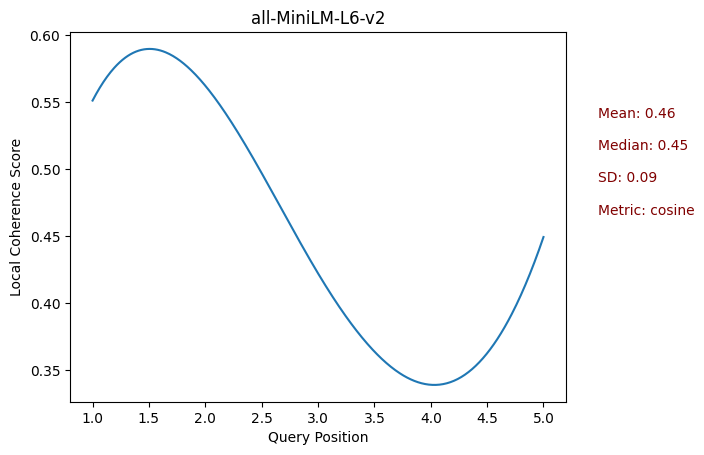 all-MiniLM-L6-v2
0.60
0.55
0.50
0.45
0.40
0.35
Local Coherence Score
1.0 1.5 2.0 2.5 3.0 3.5 4.0 4.5 5.0
Query Position
Mean: 0.46
Median: 0.45
SD: 0.09
Metric: cosine